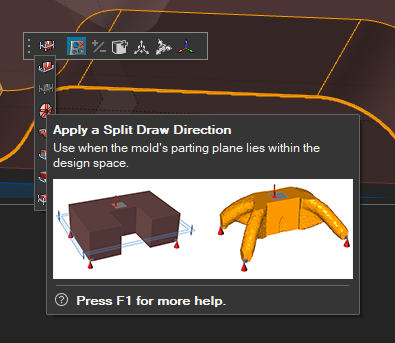 Apply a Split Draw Direction
Use when the mold's parting plane lies within the
design space.
Press F1 for more help.